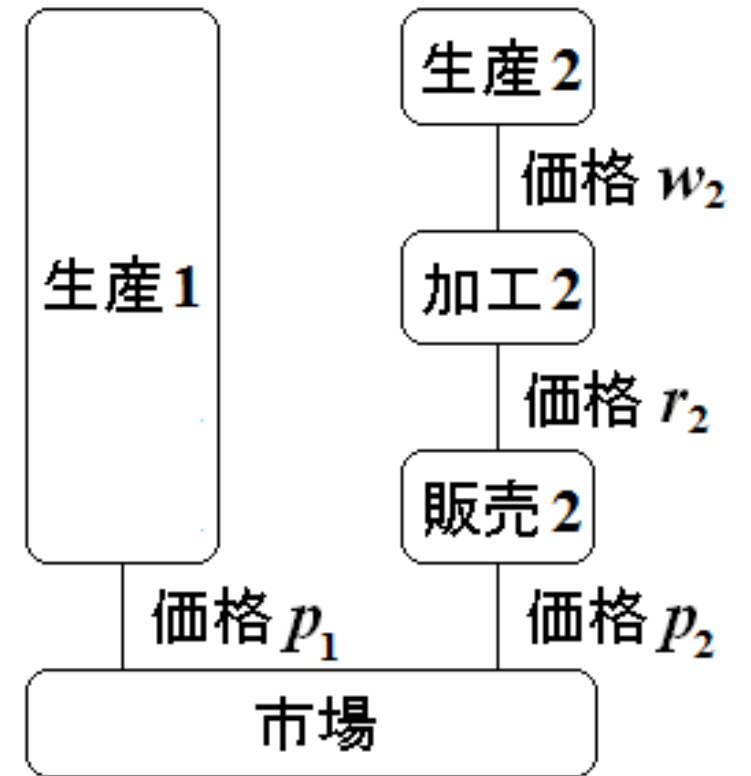 生産1
価格 p₁
生産2
価格 w₂
加工2
価格 r₂
販売2
価格 p₂
市場